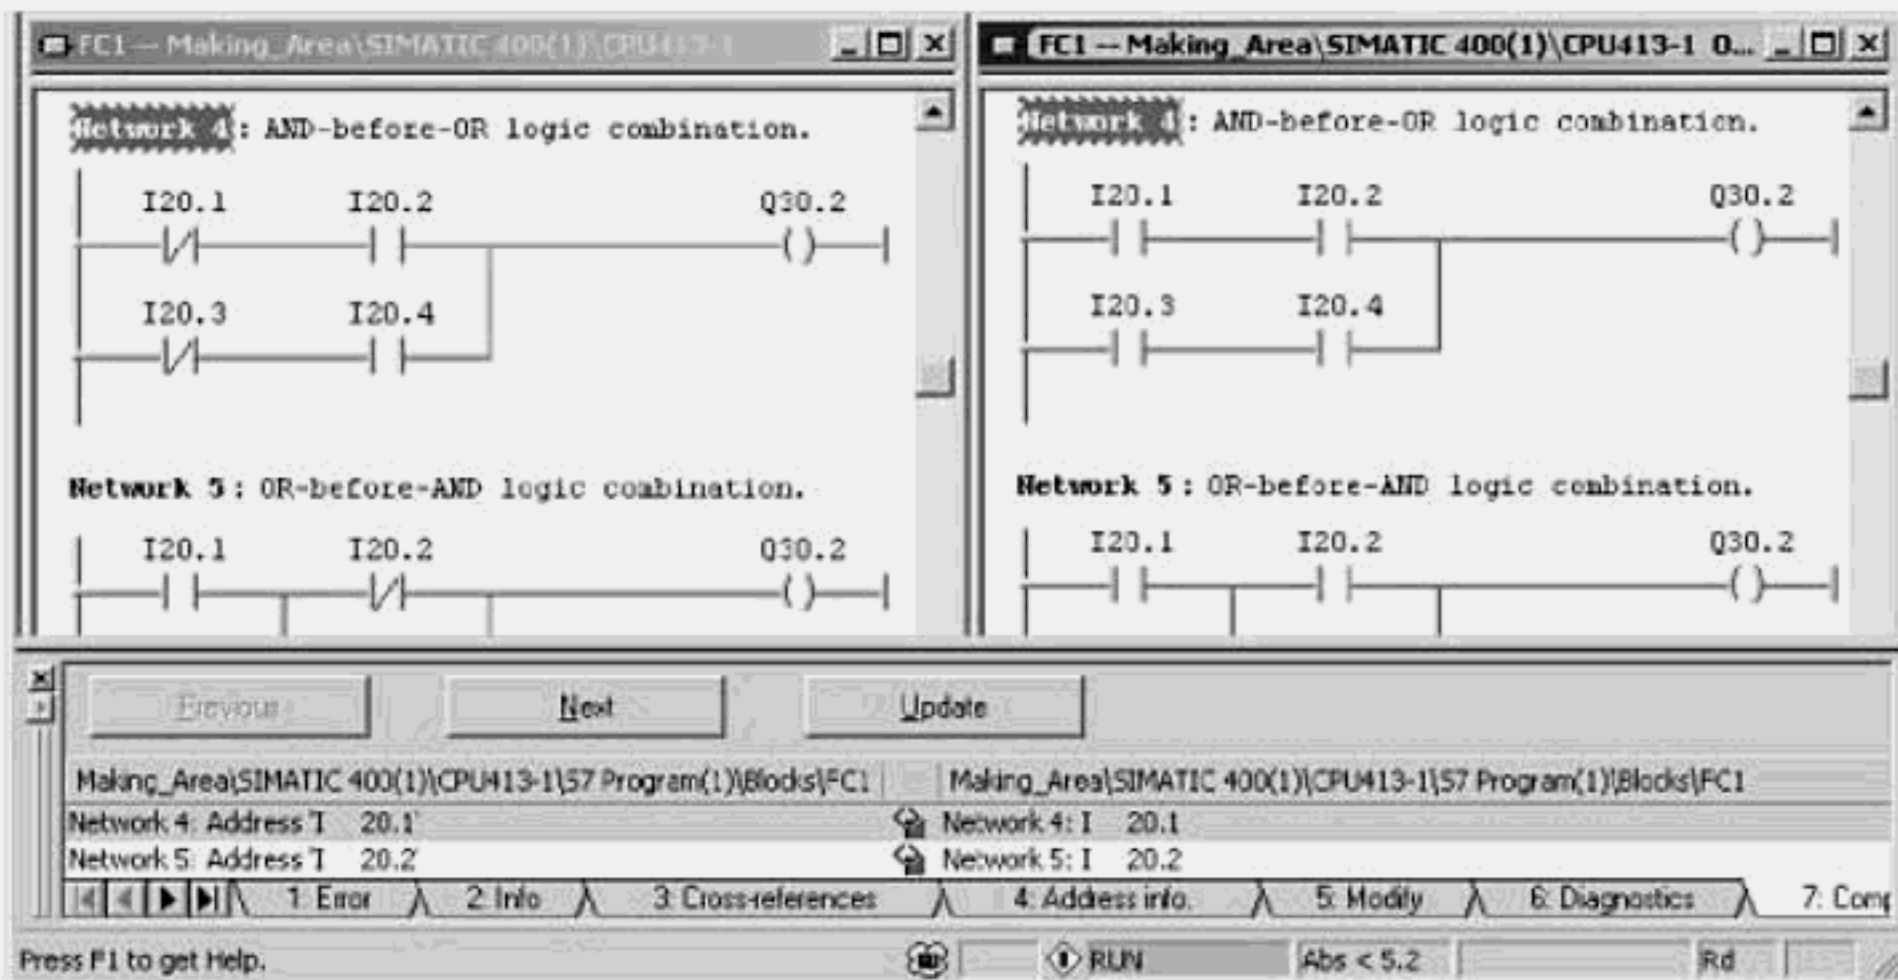 FC1 -- Making_Area\SIMATIC 400(1)\CPU413-1
Network 4: AND-before-OR logic combination.
I20.1 I20.2 Q30.2
I20.3 I20.4
Network 5: OR-before-AND logic combination.
I20.1 I20.2 Q30.2
FC1 -- Making_Area\SIMATIC 400(1)\CPU413-1 O...
Network 4: AND-before-OR logic combination.
I20.1 I20.2 Q30.2
I20.3 I20.4
Network 5: OR-before-AND logic combination.
I20.1 I20.2 Q30.2
Previous Next Update
Making_Area\SIMATIC 400(1)\CPU413-1\S7 Program(1)\Blocks\FC1 Making_Area\SIMATIC 400(1)\CPU413-1\S7 Program(1)\Blocks\FC1
Network 4: Address 'I 20.1' Network 4: I 20.1
Network 5: Address 'I 20.2' Network 5: I 20.2
1: Error 2: Info 3: Cross-references 4: Address info. 5: Modify 6: Diagnostics 7: Comp
Press F1 to get Help. RUN Abs < 5.2 Rd